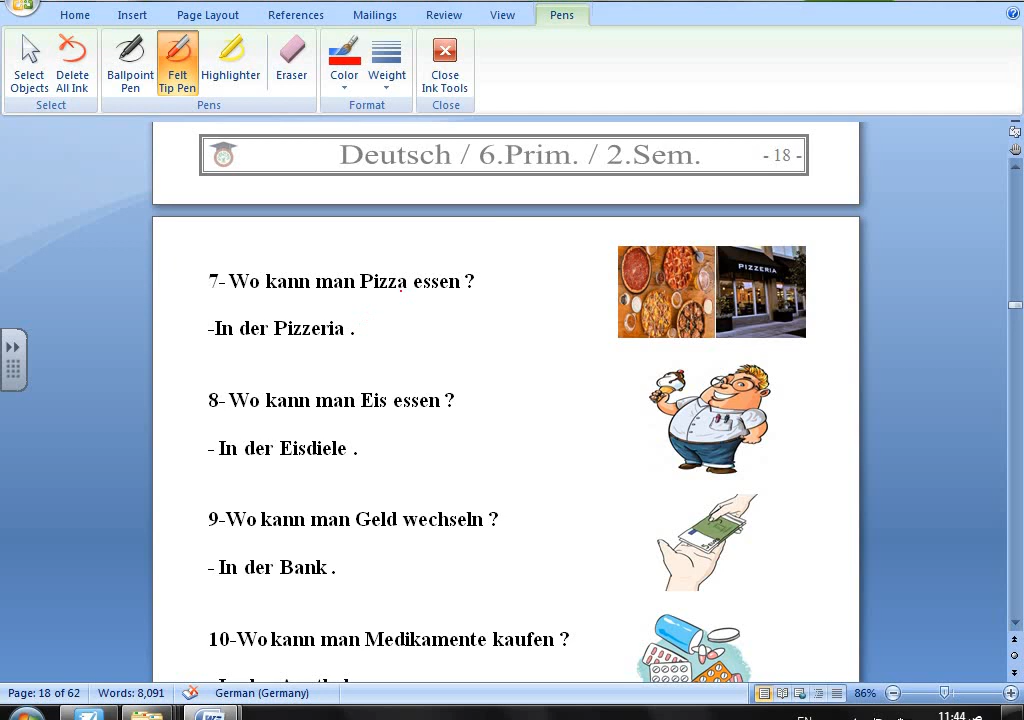 Home Insert Page Layout References Mailings Review View Pens
Select Objects
Delete All Ink
Ballpoint Pen
Felt Tip Pen
Highlighter
Eraser
Color
Weight
Close Ink Tools
Select Pens Format Close
Deutsch / 6.Prim. / 2.Sem. - 18 -
7- Wo kann man Pizza essen ?
PIZZERIA
-In der Pizzeria .
8- Wo kann man Eis essen ?
- In der Eisdiele .
9-Wo kann man Geld wechseln ?
- In der Bank .
10-Wo kann man Medikamente kaufen ?
Page: 18 of 62 Words: 8,091 German (Germany) 86%
11:44